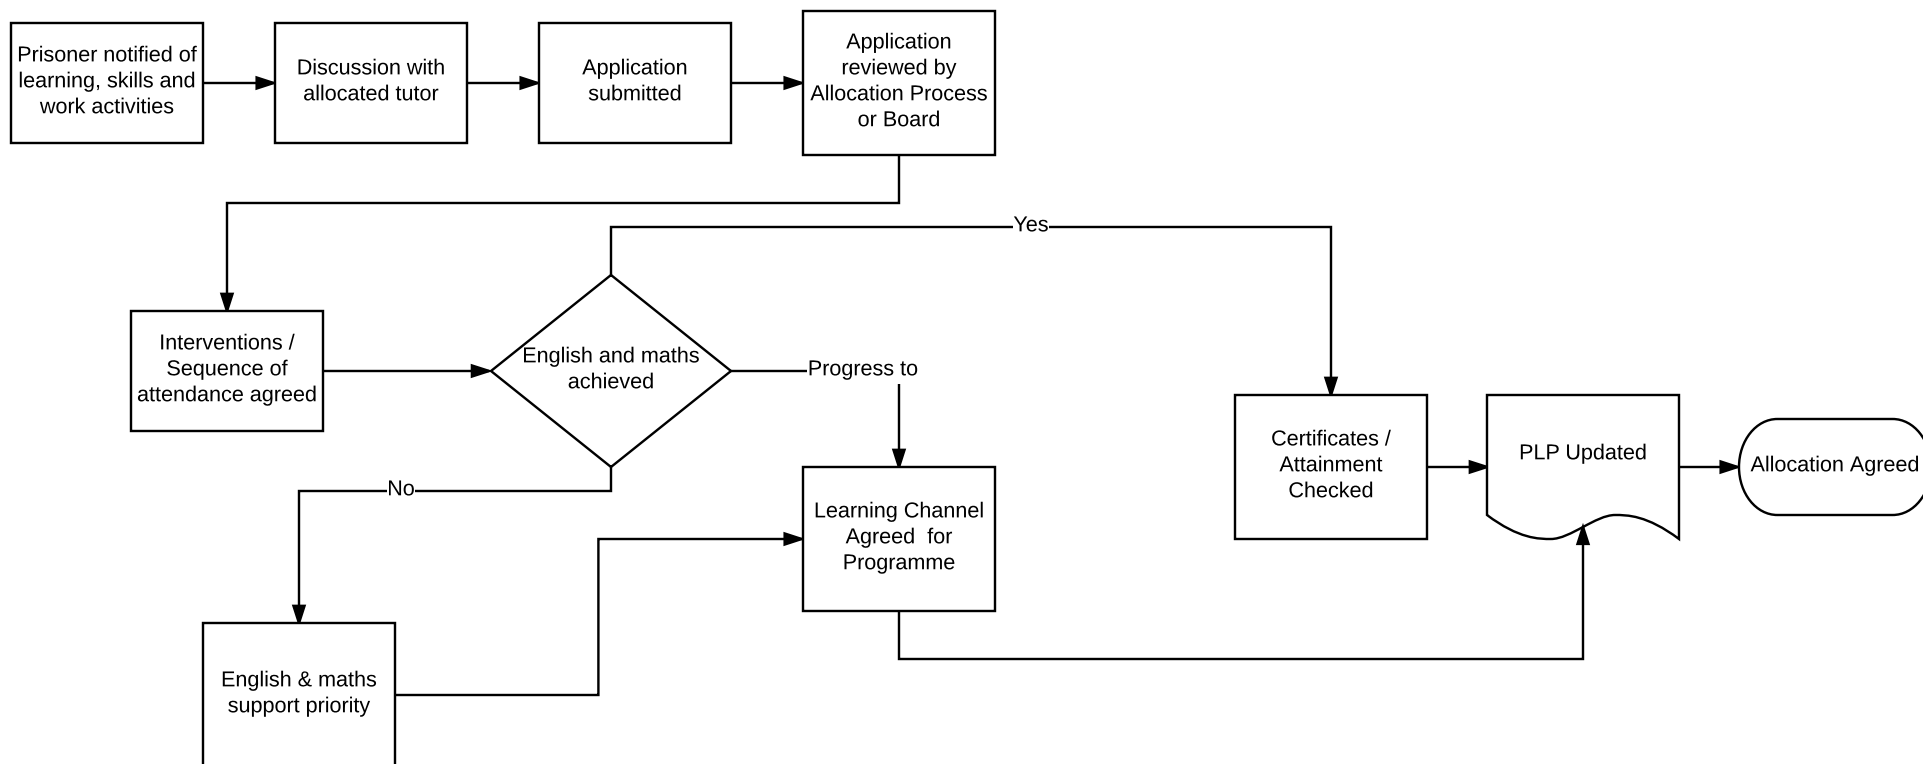 Prisoner notified of
learning, skills and
work activities
Discussion with
allocated tutor
Application
submitted
Application
reviewed by
Allocation Process
or Board
Yes
Interventions /
Sequence of
attendance agreed
English and maths
achieved
Progress to
No
Learning Channel
Agreed  for
Programme
Certificates /
Attainment
Checked
PLP Updated
Allocation Agreed
English & maths
support priority